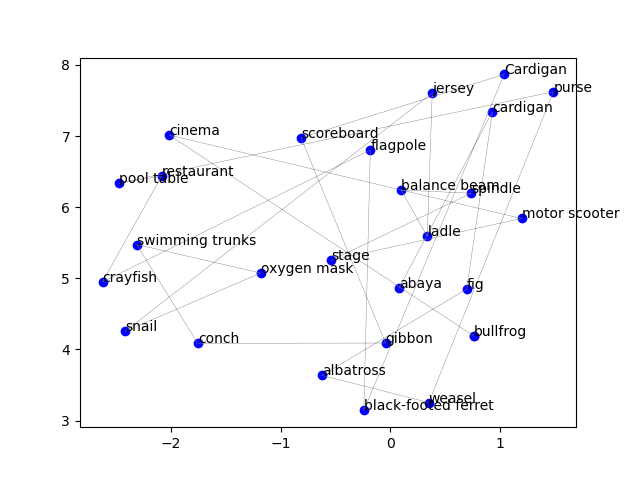 8
Cardigan
jersey
purse
cardigan
7
cinema
scoreboard
flagpole
restaurant
pool table
balance beam
spindle
6
motor scooter
ladle
swimming trunks
stage
oxygen mask
5
crayfish
abaya
fig
snail
bullfrog
4
conch
gibbon
albatross
weasel
black-footed ferret
3
−2
−1
0
1